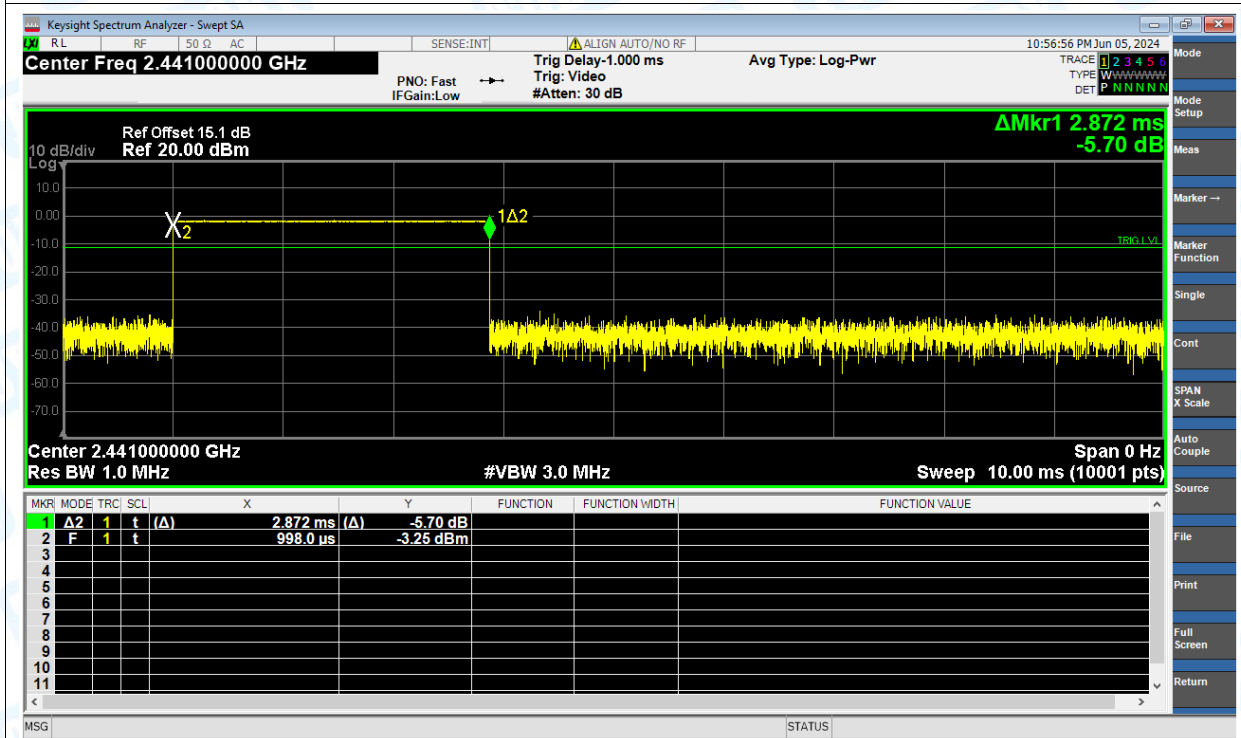 Keysight Spectrum Analyzer - Swept SA
LXI RL RF 50 Ω AC SENSE:INT ALIGN AUTO/NO RF 10:56:56 PM Jun 05, 2024
Center Freq 2.441000000 GHz
PNO: Fast
IFGain:Low
Trig Delay-1.000 ms
Trig: Video
#Atten: 30 dB
Avg Type: Log-Pwr
TRACE 1 2 3 4 5 6
TYPE WWWWWW
DET P N N N N N
ΔMkr1 2.872 ms
-5.70 dB
Ref Offset 15.1 dB
10 dB/div Ref 20.00 dBm
Log
10.0
0.00
-10.0
-20.0
-30.0
-40.0
-50.0
-60.0
-70.0
2
1Δ2
TRIG LVL
Center 2.441000000 GHz Span 0 Hz
Res BW 1.0 MHz #VBW 3.0 MHz Sweep 10.00 ms (10001 pts)
MKR MODE TRC SCL X Y FUNCTION FUNCTION WIDTH FUNCTION VALUE
1 Δ2 1 t (Δ) 2.872 ms (Δ) -5.70 dB
2 F 1 t 998.0 µs -3.25 dBm
3
4
5
6
7
8
9
10
11
MSG STATUS
Mode
Mode Setup
Meas
Marker →
Marker Function
Single
Cont
SPAN X Scale
Auto Couple
Source
File
Print
Full Screen
Return